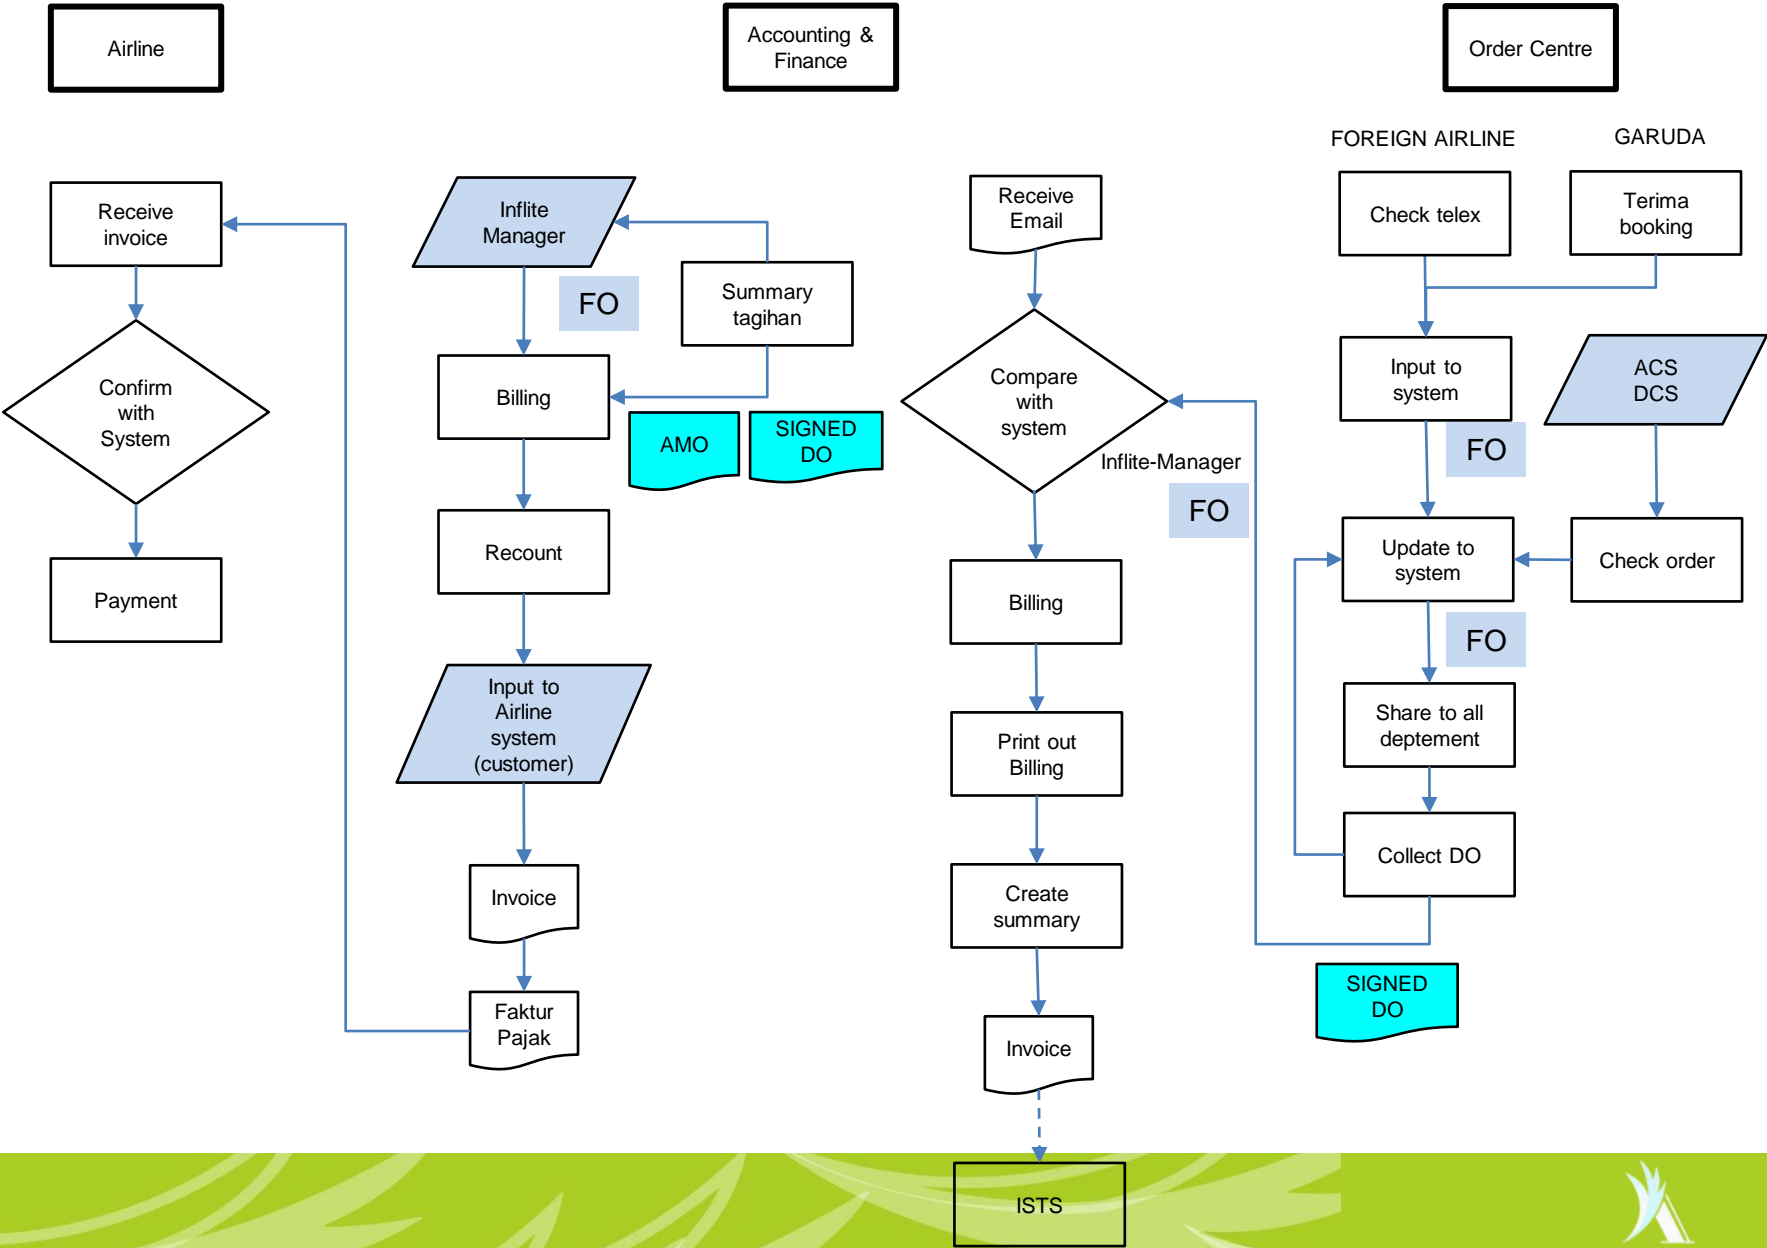 Airline
Accounting &
Finance
Order Centre
FOREIGN AIRLINE
GARUDA
Receive
invoice
Confirm
with
System
Payment
Inflite
Manager
FO
Summary
tagihan
Billing
AMO
SIGNED
DO
Recount
Input to
Airline
system
(customer)
Invoice
Faktur
Pajak
Receive
Email
Compare
with
system
Inflite-Manager
FO
Billing
Print out
Billing
Create
summary
Invoice
ISTS
Check telex
Terima
booking
Input to
system
ACS
DCS
FO
Update to
system
Check order
FO
Share to all
deptement
Collect DO
SIGNED
DO